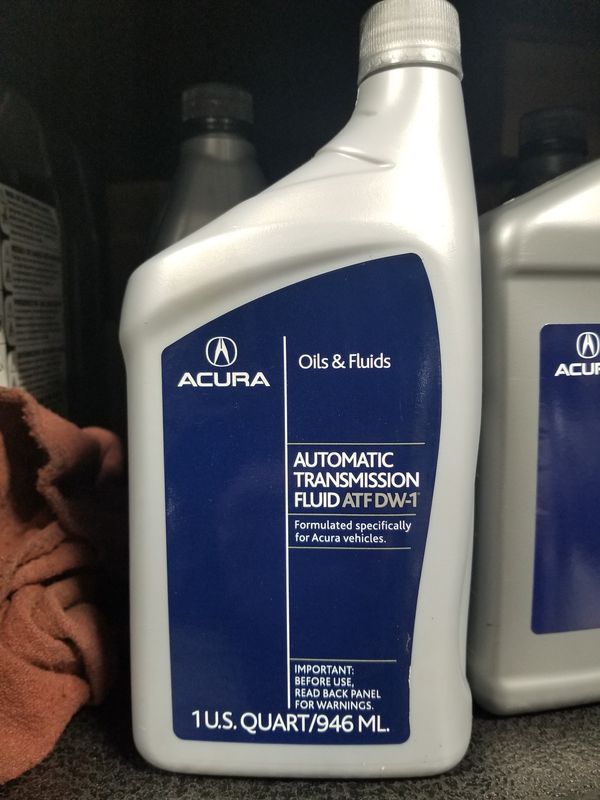 ACURA
Oils & Fluids
AUTOMATIC
TRANSMISSION
FLUID ATF DW-1
Formulated specifically
for Acura vehicles.
IMPORTANT:
BEFORE USE,
READ BACK PANEL
FOR WARNINGS.
1 U.S. QUART/946 ML.
ACUR